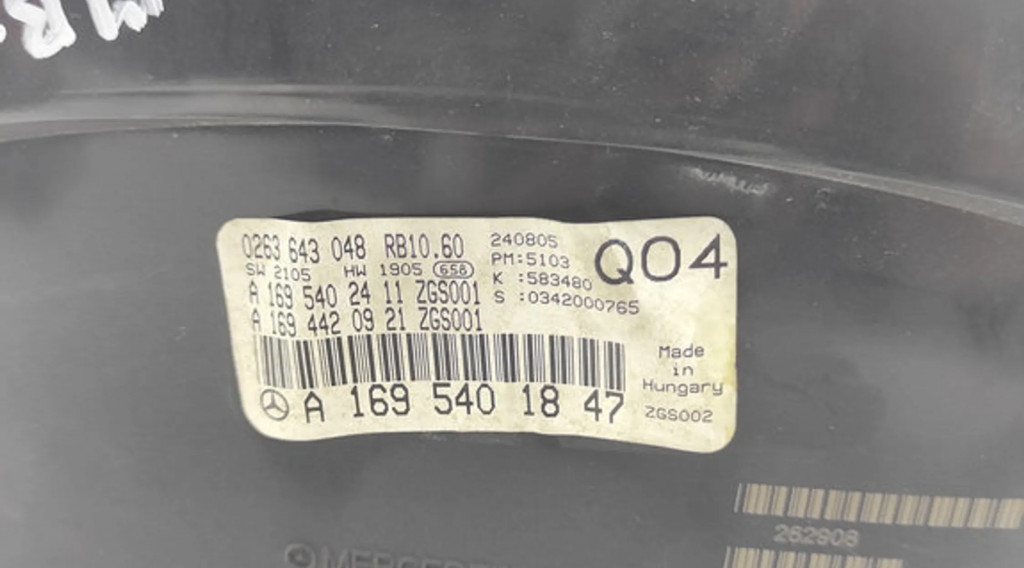 0263 643 048 RB10.60
SW 2105 HW 1905 658
A 169 540 24 11 ZGS001
A 169 442 09 21 ZGS001
240805
PM:5103
K :583480
S :0342000765
Q04
Made
in
Hungary
A 169 540 18 47
ZGS002
262908